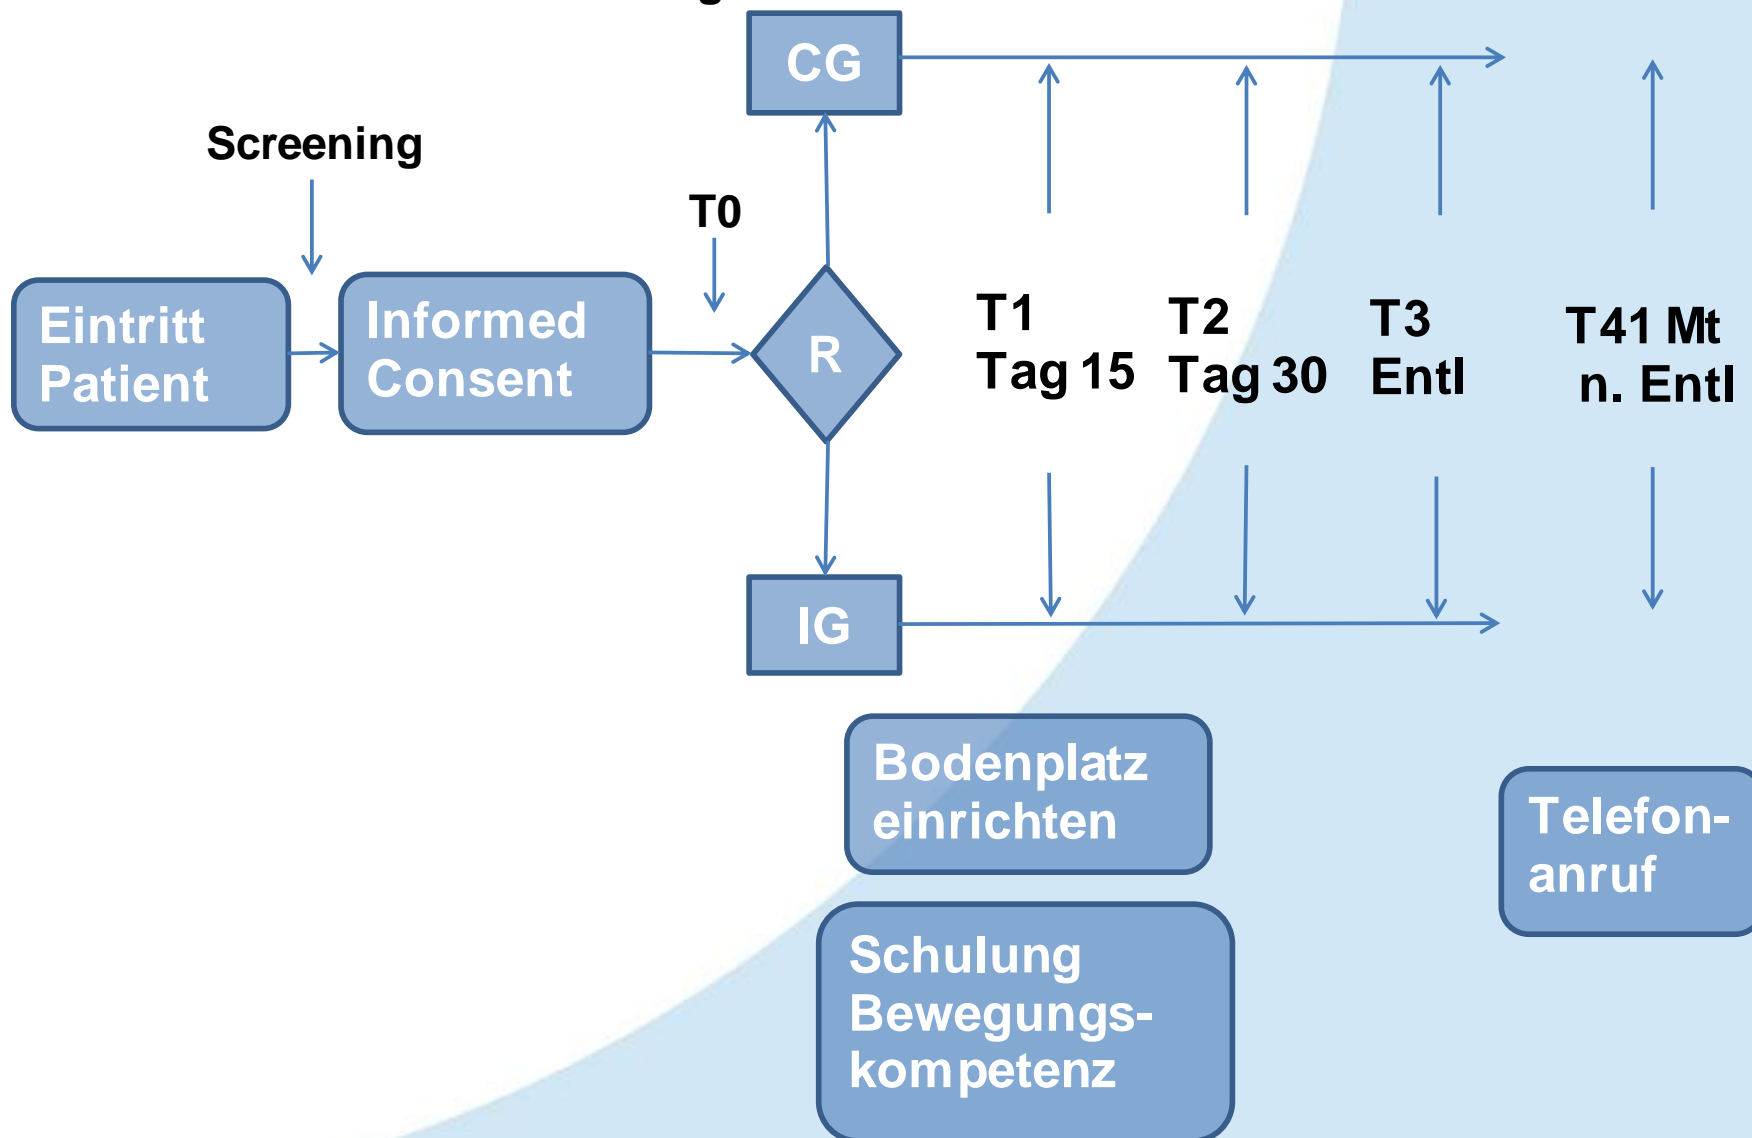 CG
Screening
T0
Eintritt
Patient
Informed
Consent
R
T1
Tag 15
T2
Tag 30
T3
Entl
T41 Mt
n. Entl
IG
Bodenplatz
einrichten
Telefon-
anruf
Schulung
Bewegungs-
kompetenz